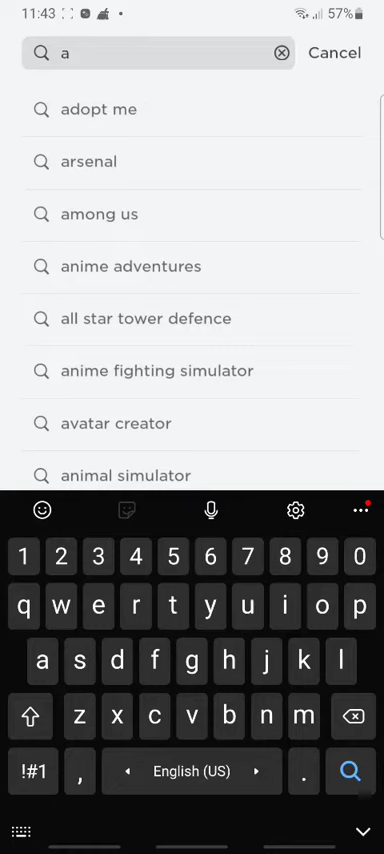 11:43 57%
a Cancel
adopt me
arsenal
among us
anime adventures
all star tower defence
anime fighting simulator
avatar creator
animal simulator
1 2 3 4 5 6 7 8 9 0
q w e r t y u i o p
a s d f g h j k l
z x c v b n m
!#1 , English (US) .